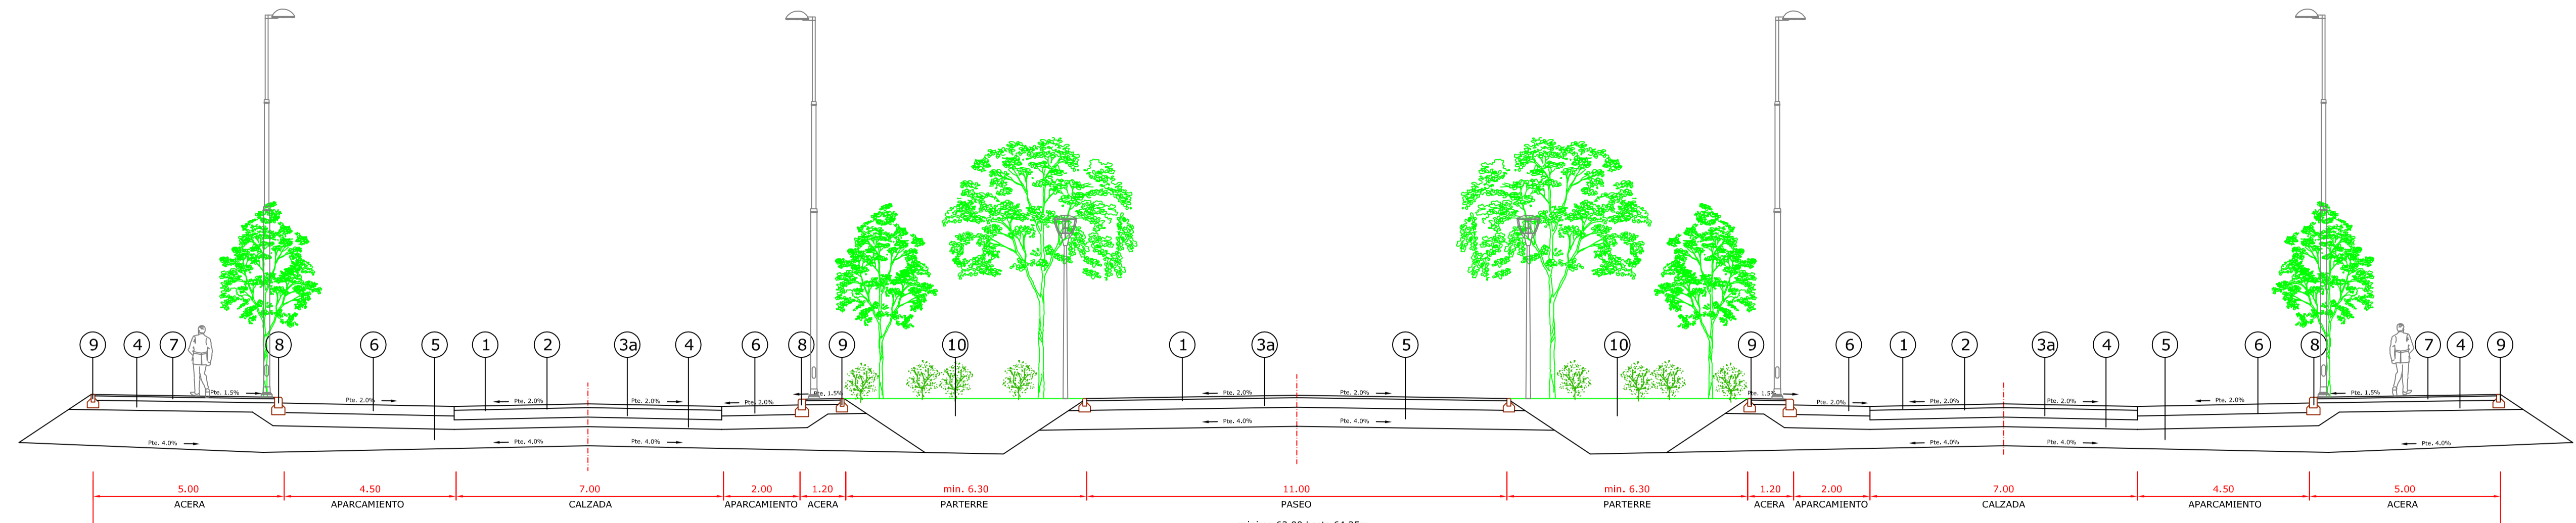 9 4 7 8 6 5 1 2 3a 4 6 8 9 10 1 3a 5 10 9 6 1 2 3a 4 5 6 8 7 4 9
Pte. 1.5% Pte. 2.0% Pte. 2.0% Pte. 2.0% Pte. 2.0% Pte. 1.5% Pte. 2.0% Pte. 2.0% Pte. 1.5% Pte. 2.0% Pte. 2.0% Pte. 2.0% Pte. 2.0% Pte. 1.5%
Pte. 4.0% Pte. 4,0% Pte. 4.0% Pte. 4.0% Pte. 4.0% Pte. 4,0% Pte. 4.0% Pte. 4,0%
5.00 4.50 7.00 2.00 1.20 min. 6.30 11.00 min. 6.30 1.20 2.00 7.00 4.50 5.00
ACERA APARCAMIENTO CALZADA APARCAMIENTO ACERA PARTERRE PASEO PARTERRE ACERA APARCAMIENTO CALZADA APARCAMIENTO ACERA